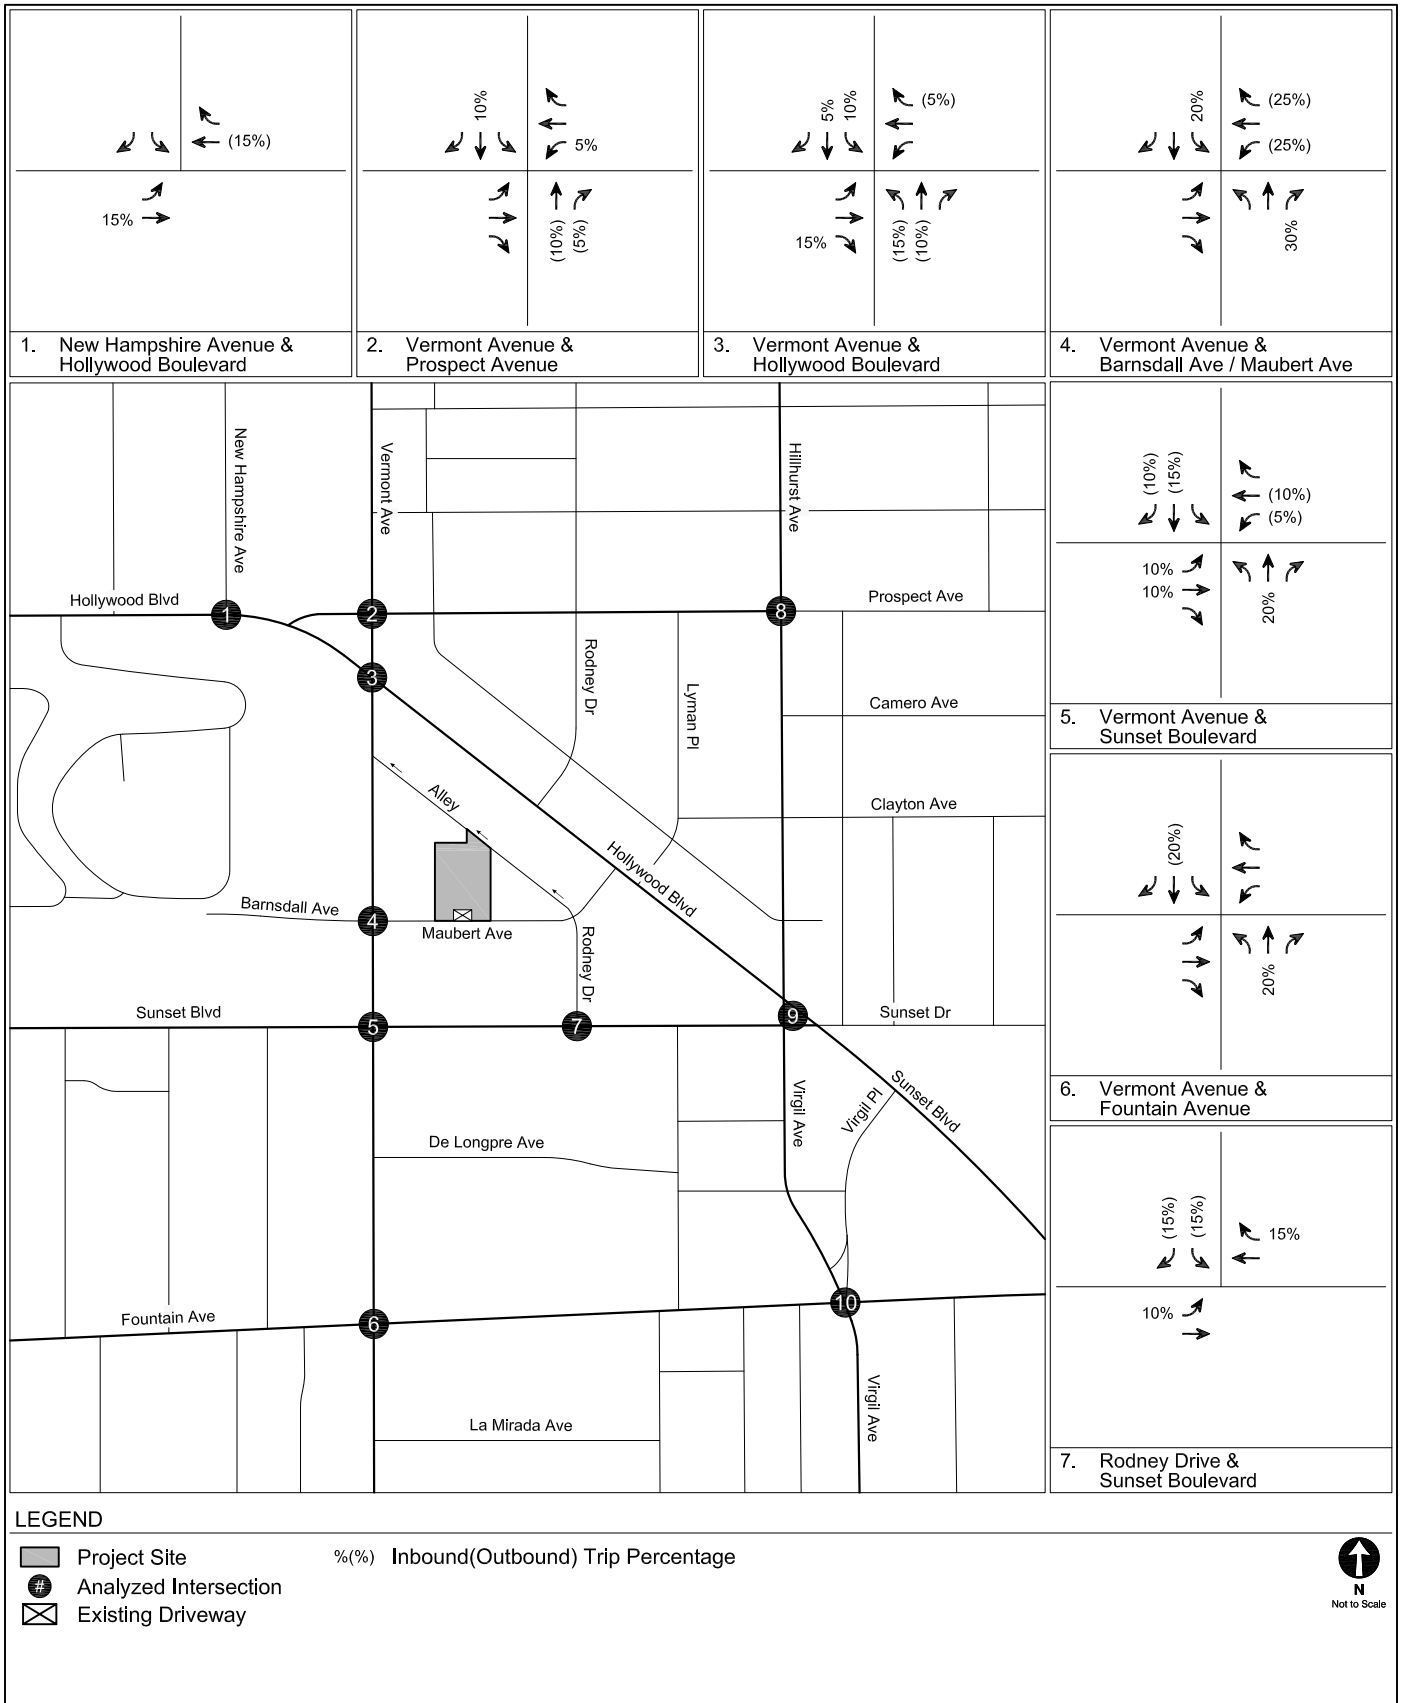 (15%)
15%
1. New Hampshire Avenue &
Hollywood Boulevard
10%
5%
(10%)
(5%)
2. Vermont Avenue &
Prospect Avenue
5%
10%
(5%)
15%
(15%)
(10%)
3. Vermont Avenue &
Hollywood Boulevard
20%
(25%)
(25%)
30%
4. Vermont Avenue &
Barnsdall Ave / Maubert Ave
New Hampshire Ave
Vermont Ave
Hillhurst Ave
Hollywood Blvd
Prospect Ave
1
2
8
3
Rodney Dr
Lyman Pl
Camero Ave
Alley
Clayton Ave
Hollywood Blvd
Barnsdall Ave
4
Maubert Ave
Rodney Dr
Sunset Blvd
5
7
9
Sunset Dr
Virgil Ave
Virgil Pl
Sunset Blvd
De Longpre Ave
Fountain Ave
6
10
La Mirada Ave
Virgil Ave
(10%)
(15%)
(10%)
(5%)
10%
10%
20%
5. Vermont Avenue &
Sunset Boulevard
(20%)
20%
6. Vermont Avenue &
Fountain Avenue
(15%)
(15%)
15%
10%
7. Rodney Drive &
Sunset Boulevard
LEGEND
Project Site
%(%) Inbound(Outbound) Trip Percentage
# Analyzed Intersection
Existing Driveway
N
Not to Scale